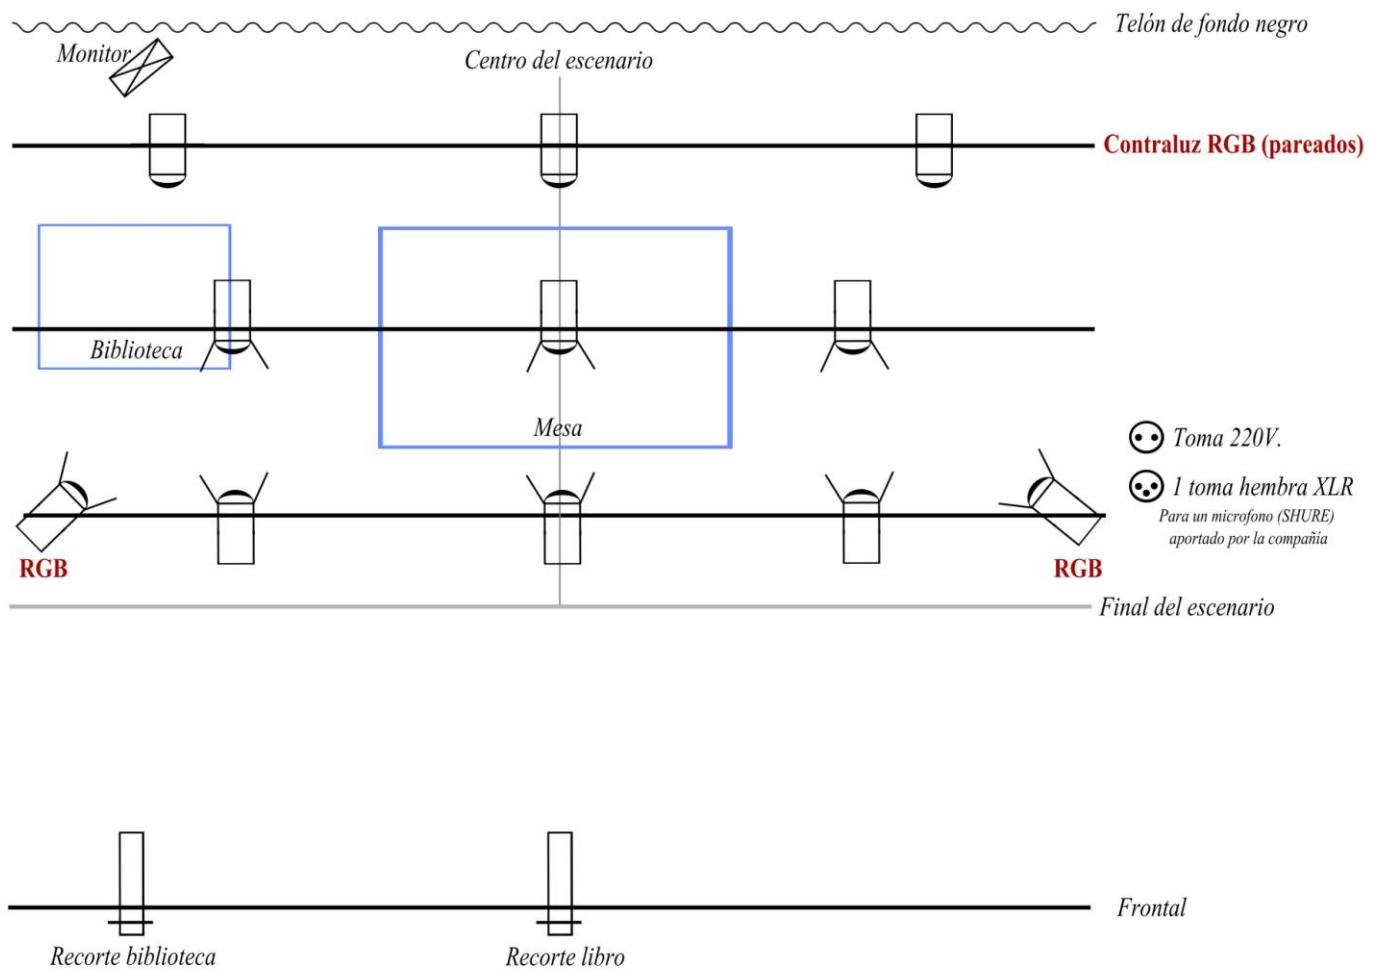 Telón de fondo negro
Monitor
Centro del escenario
Contraluz RGB (pareados)
Biblioteca
Mesa
Toma 220V.
1 toma hembra XLR
Para un microfono (SHURE)
aportado por la compañía
RGB
RGB
Final del escenario
Frontal
Recorte biblioteca
Recorte libro